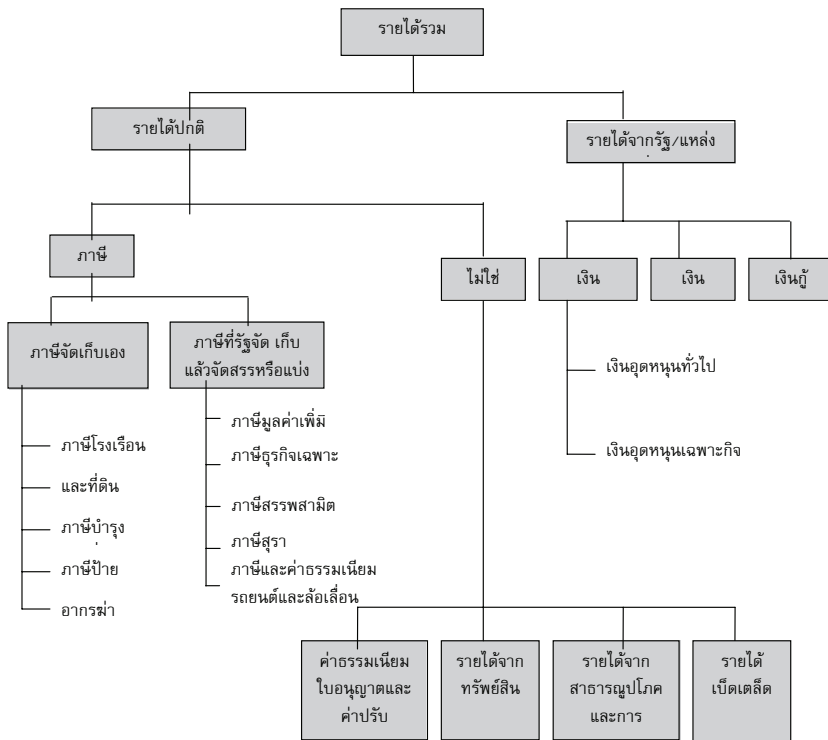 รายได้รวม
รายได้ปกติ
รายได้จากรัฐ/แหล่ง
ภาษี
ไม่ใช่
เงิน
เงิน
เงินกู้
ภาษีจัดเก็บเอง
ภาษีที่รัฐจัด เก็บ
แล้วจัดสรรหรือแบ่ง
ภาษีโรงเรือน
และที่ดิน
ภาษีบำรุง
ภาษีป้าย
อากรฆ่า
ภาษีมูลค่าเพิ่มิ
ภาษีธุรกิจเฉพาะ
ภาษีสรรพสามิต
ภาษีสุรา
ภาษีและค่าธรรมเนียม
รถยนต์และล้อเลื่อน
เงินอุดหนุนทั่วไป
เงินอุดหนุนเฉพาะกิจ
ค่าธรรมเนียม
ใบอนุญาตและ
ค่าปรับ
รายได้จาก
ทรัพย์สิน
รายได้จาก
สาธารณูปโภค
และการ
รายได้
เบ็ดเตล็ด